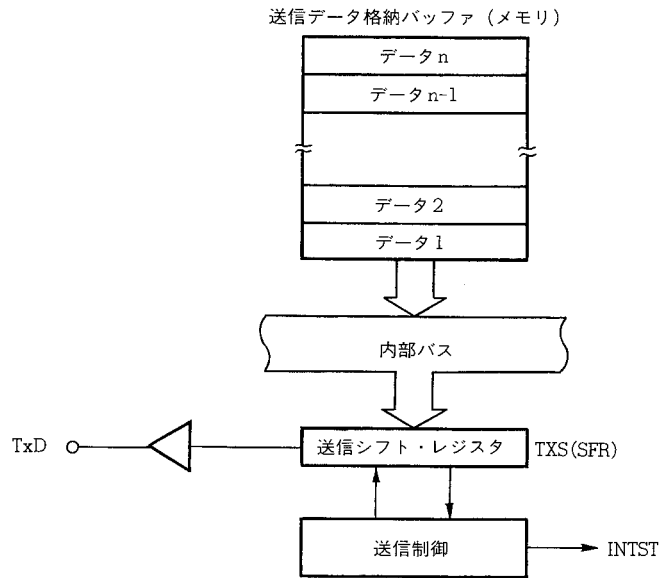 送信データ格納バッファ (メモリ)
データn
データn-1
データ2
データ1
内部バス
TxD
送信シフト・レジスタ
TXS(SFR)
送信制御
INTST